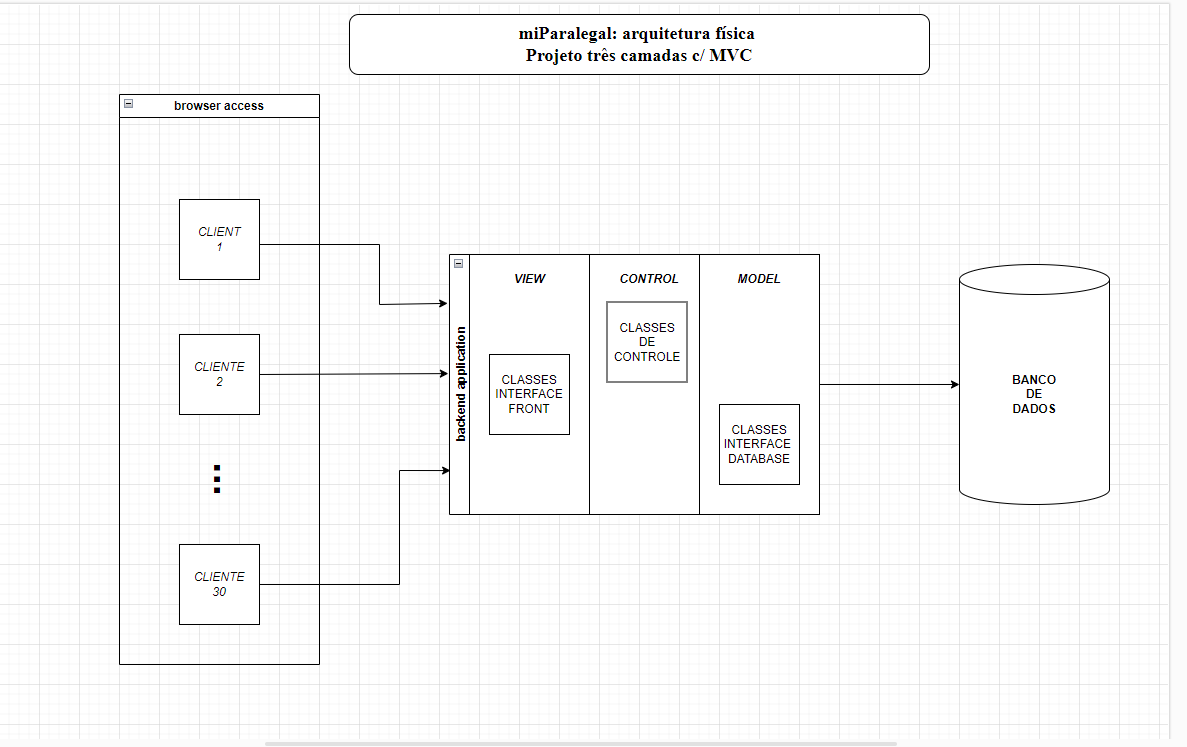 miParalegal: arquitetura física
Projeto três camadas c/ MVC
browser access
CLIENT
1
CLIENTE
2
CLIENTE
30
backend application
VIEW
CLASSES
INTERFACE
FRONT
CONTROL
CLASSES
DE
CONTROLE
MODEL
CLASSES
INTERFACE
DATABASE
BANCO
DE
DADOS